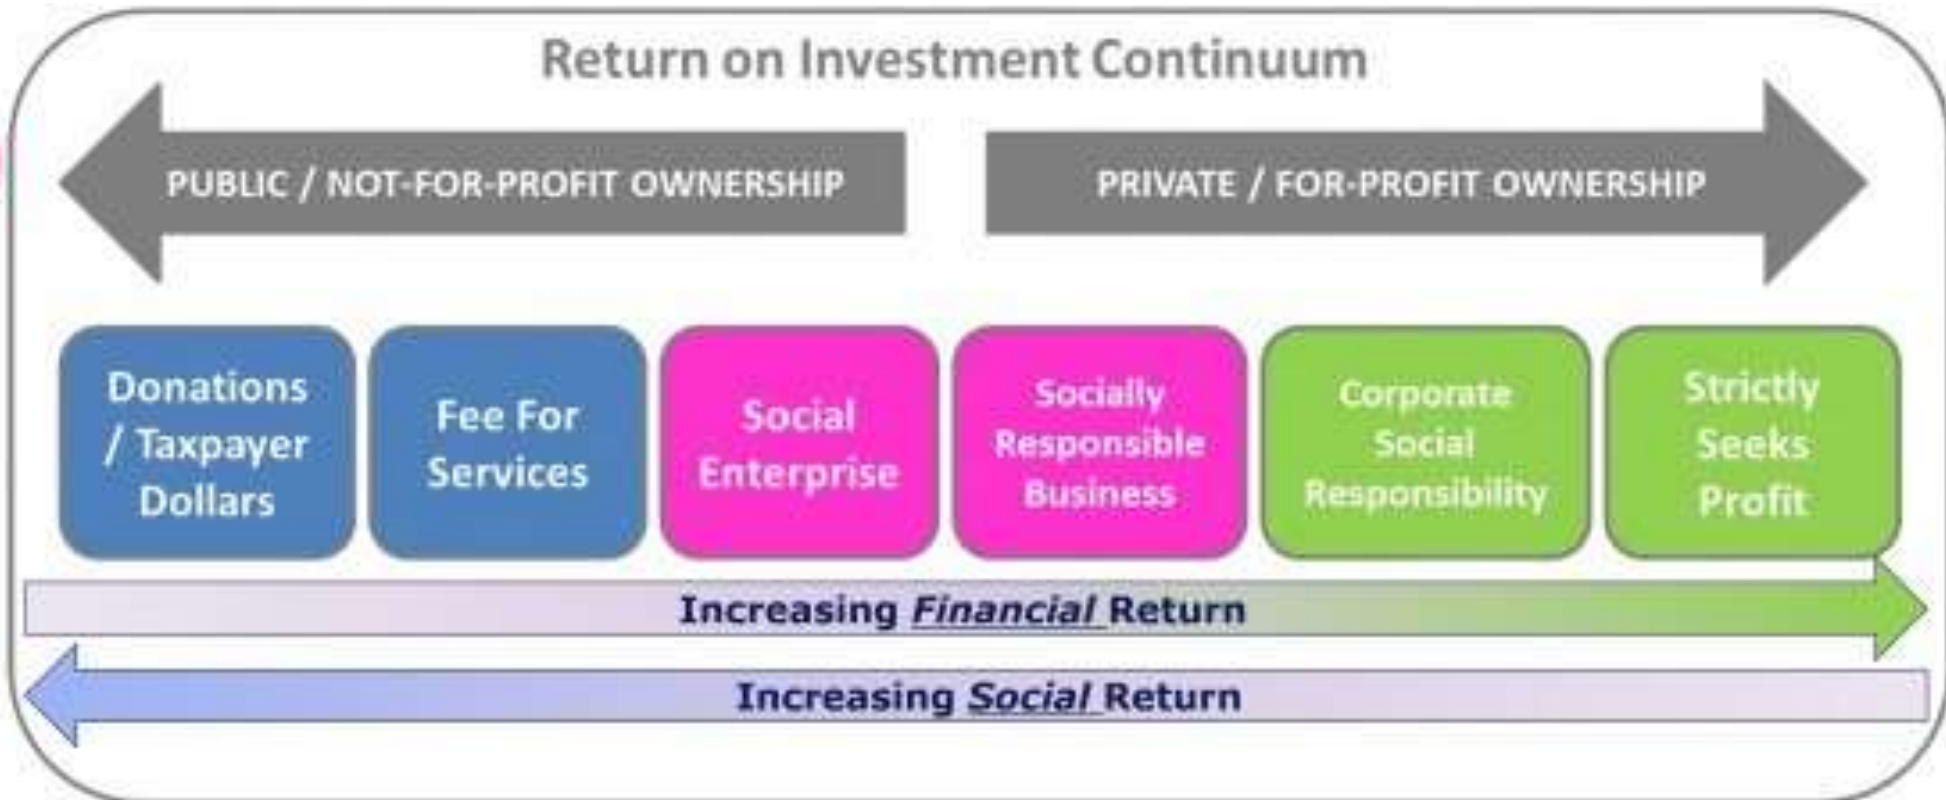 Return on Investment Continuum
PUBLIC / NOT-FOR-PROFIT OWNERSHIP
PRIVATE / FOR-PROFIT OWNERSHIP
Donations
/ Taxpayer
Dollars
Fee For
Services
Social
Enterprise
Socially
Responsible
Business
Corporate
Social
Responsibility
Strictly
Seeks
Profit
Increasing Financial Return
Increasing Social Return